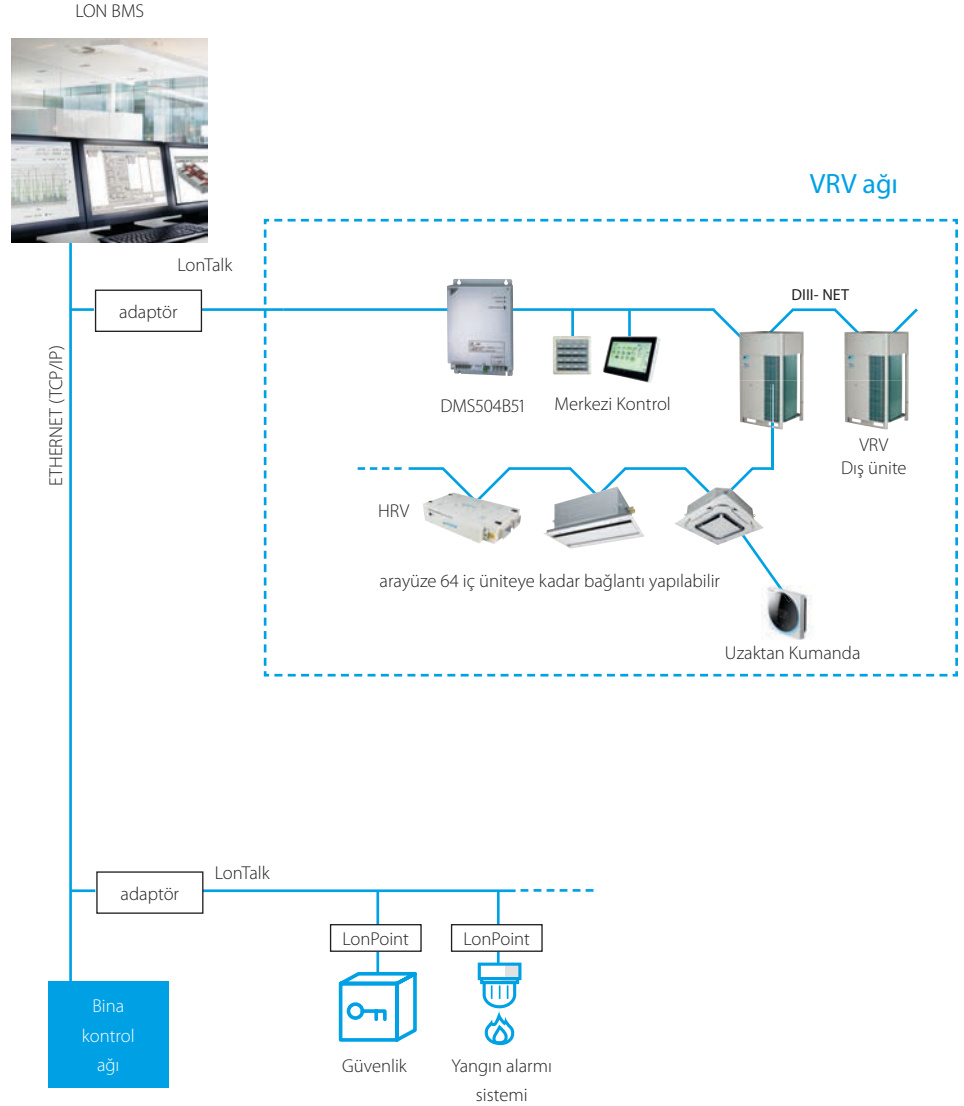 LON BMS
VRV ağı
LonTalk
adaptör
DIII- NET
ETHERNET (TCP/IP)
DMS504B51
Merkezi Kontrol
VRV
Dış ünite
HRV
arayüze 64 iç üniteye kadar bağlantı yapılabilir
Uzaktan Kumanda
LonTalk
adaptör
LonPoint
LonPoint
Bina
kontrol
ağı
Güvenlik
Yangın alarmı
sistemi